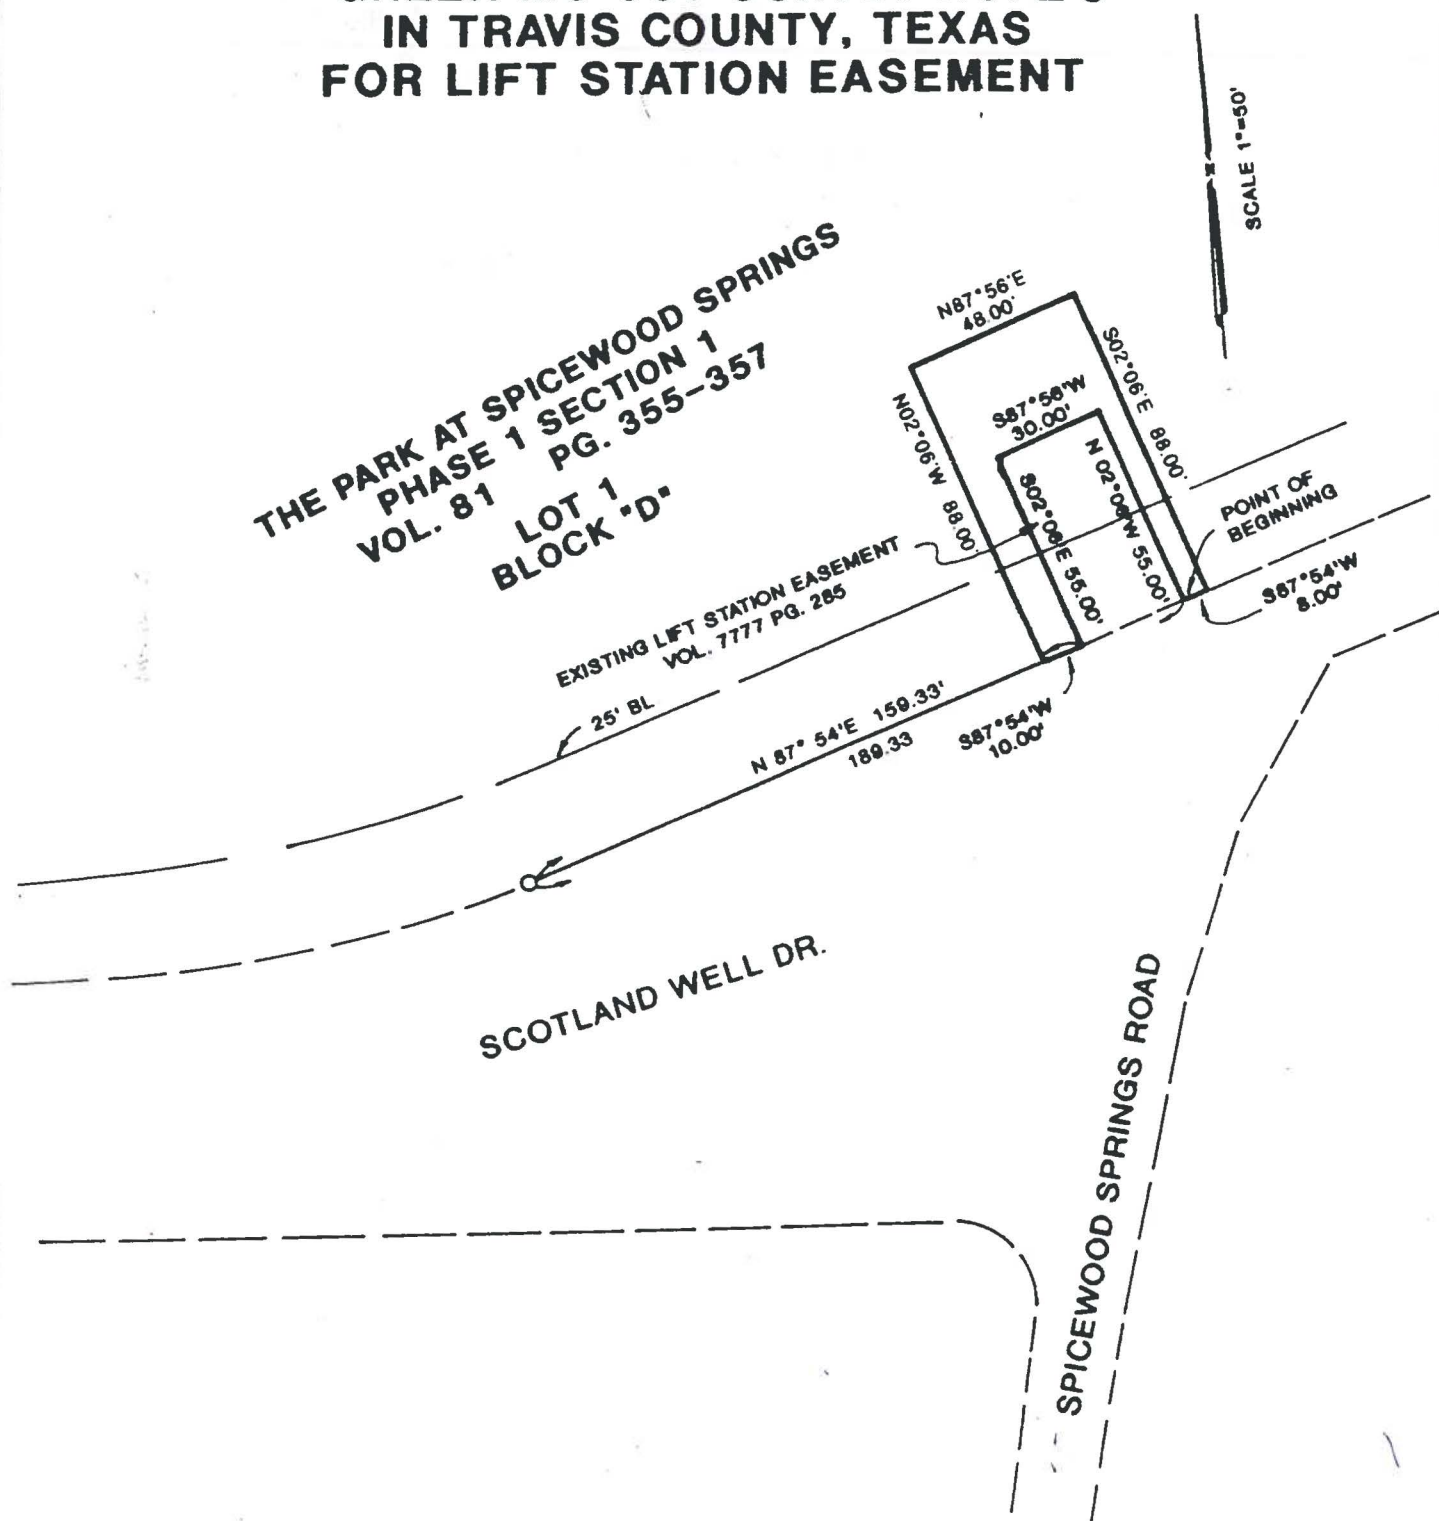 IN TRAVIS COUNTY, TEXAS
FOR LIFT STATION EASEMENT
SCALE 1"=50'
THE PARK AT SPICEWOOD SPRINGS
PHASE 1 SECTION 1
VOL. 81 PG. 355-357
LOT 1
BLOCK "D"
N87°56'E
48.00'
S02°06'E 88.00'
N02°06'W 88.00'
S87°56'W
30.00'
S02°06'E 55.00'
N 02°06'W 55.00'
POINT OF
BEGINNING
S87°54'W
8.00'
EXISTING LIFT STATION EASEMENT
VOL. 7777 PG. 285
25' BL
N 87° 54'E 159.33'
189.33
S87°54'W
10.00'
SCOTLAND WELL DR.
SPICEWOOD SPRINGS ROAD